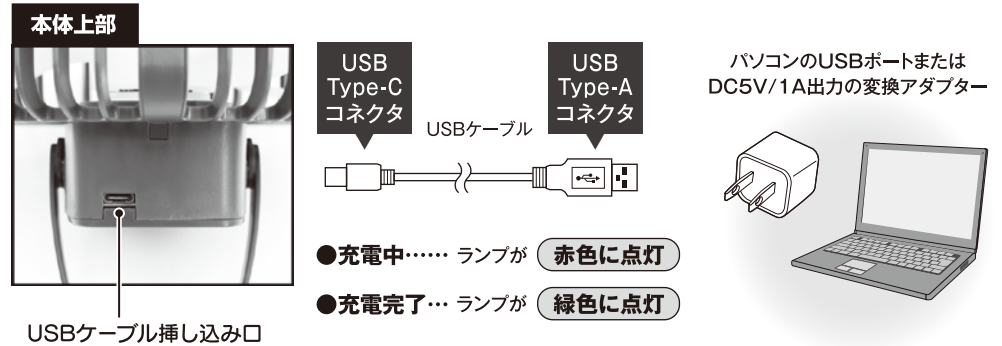 本体上部
USBケーブル挿し込み口
USB
Type-C
コネクタ
USBケーブル
USB
Type-A
コネクタ
パソコンのUSBポートまたは
DC5V/1A出力の変換アダプター
●充電中…… ランプが 赤色に点灯
●充電完了… ランプが 緑色に点灯